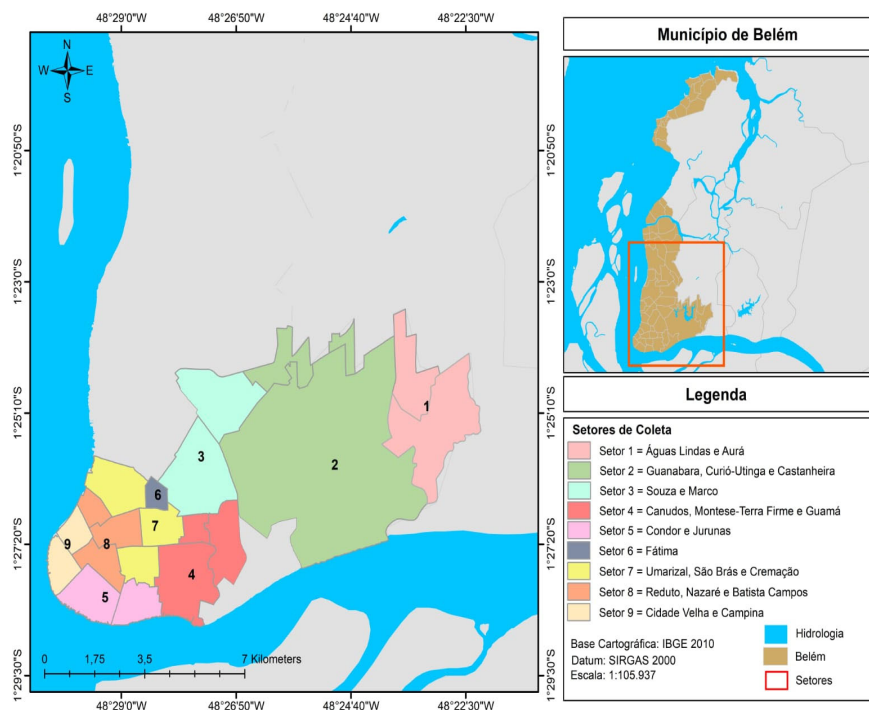 48°29'0"W 48°26'50"W 48°24'40"W 48°22'30"W
N
W E
S
1°20'50"S 1°20'50"S
1°23'0"S 1°23'0"S
1°25'10"S 1°25'10"S
1°27'20"S 1°27'20"S
1°29'30"S 1°29'30"S
1
2
3
6
7
9
8
4
5
0 1,75 3,5 7 Kilometers
48°29'0"W 48°26'50"W 48°24'40"W 48°22'30"W
Município de Belém
Legenda
Setores de Coleta
Setor 1 = Águas Lindas e Aurá
Setor 2 = Guanabara, Curió-Utinga e Castanheira
Setor 3 = Souza e Marco
Setor 4 = Canudos, Montese-Terra Firme e Guamá
Setor 5 = Condor e Jurunas
Setor 6 = Fátima
Setor 7 = Umarizal, São Brás e Cremação
Setor 8 = Reduto, Nazaré e Batista Campos
Setor 9 = Cidade Velha e Campina
Base Cartográfica: IBGE 2010
Datum: SIRGAS 2000
Escala: 1:105.937
Hidrologia
Belém
Setores